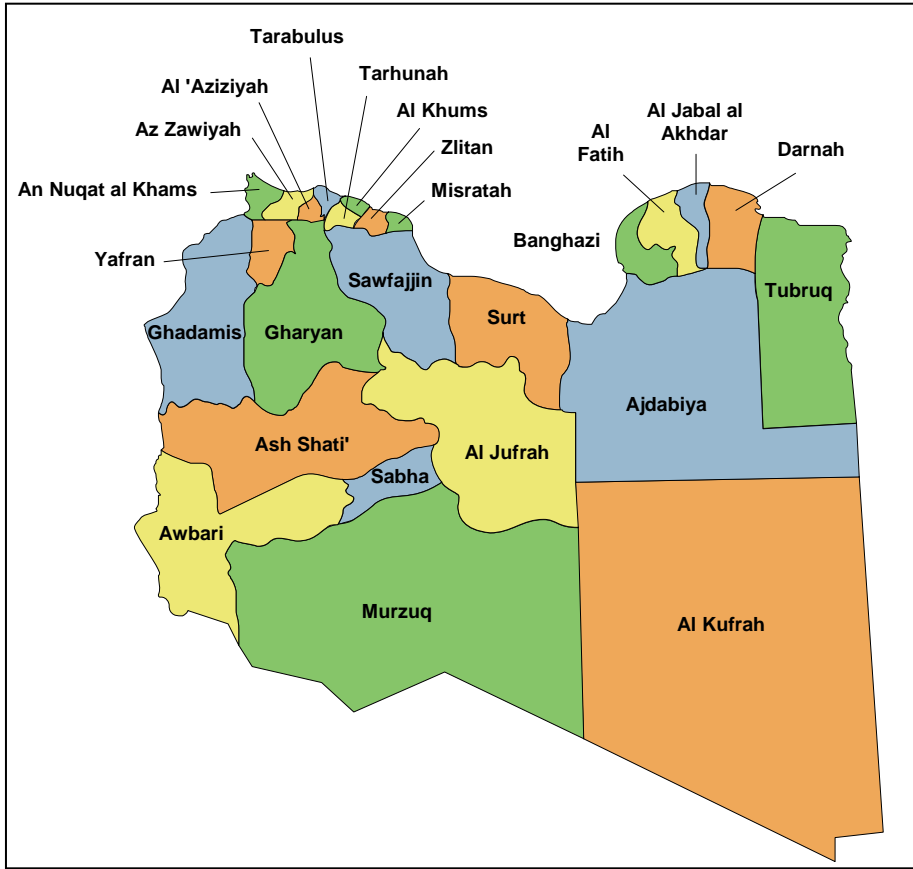 Tarabulus
Tarhunah
Al 'Aziziyah
Al Khums
Az Zawiyah
Zlitan
An Nuqat al Khams
Misratah
Al
Fatih
Al Jabal al
Akhdar
Darnah
Banghazi
Yafran
Sawfajjin
Tubruq
Ghadamis
Gharyan
Surt
Ajdabiya
Ash Shati'
Al Jufrah
Sabha
Awbari
Murzuq
Al Kufrah